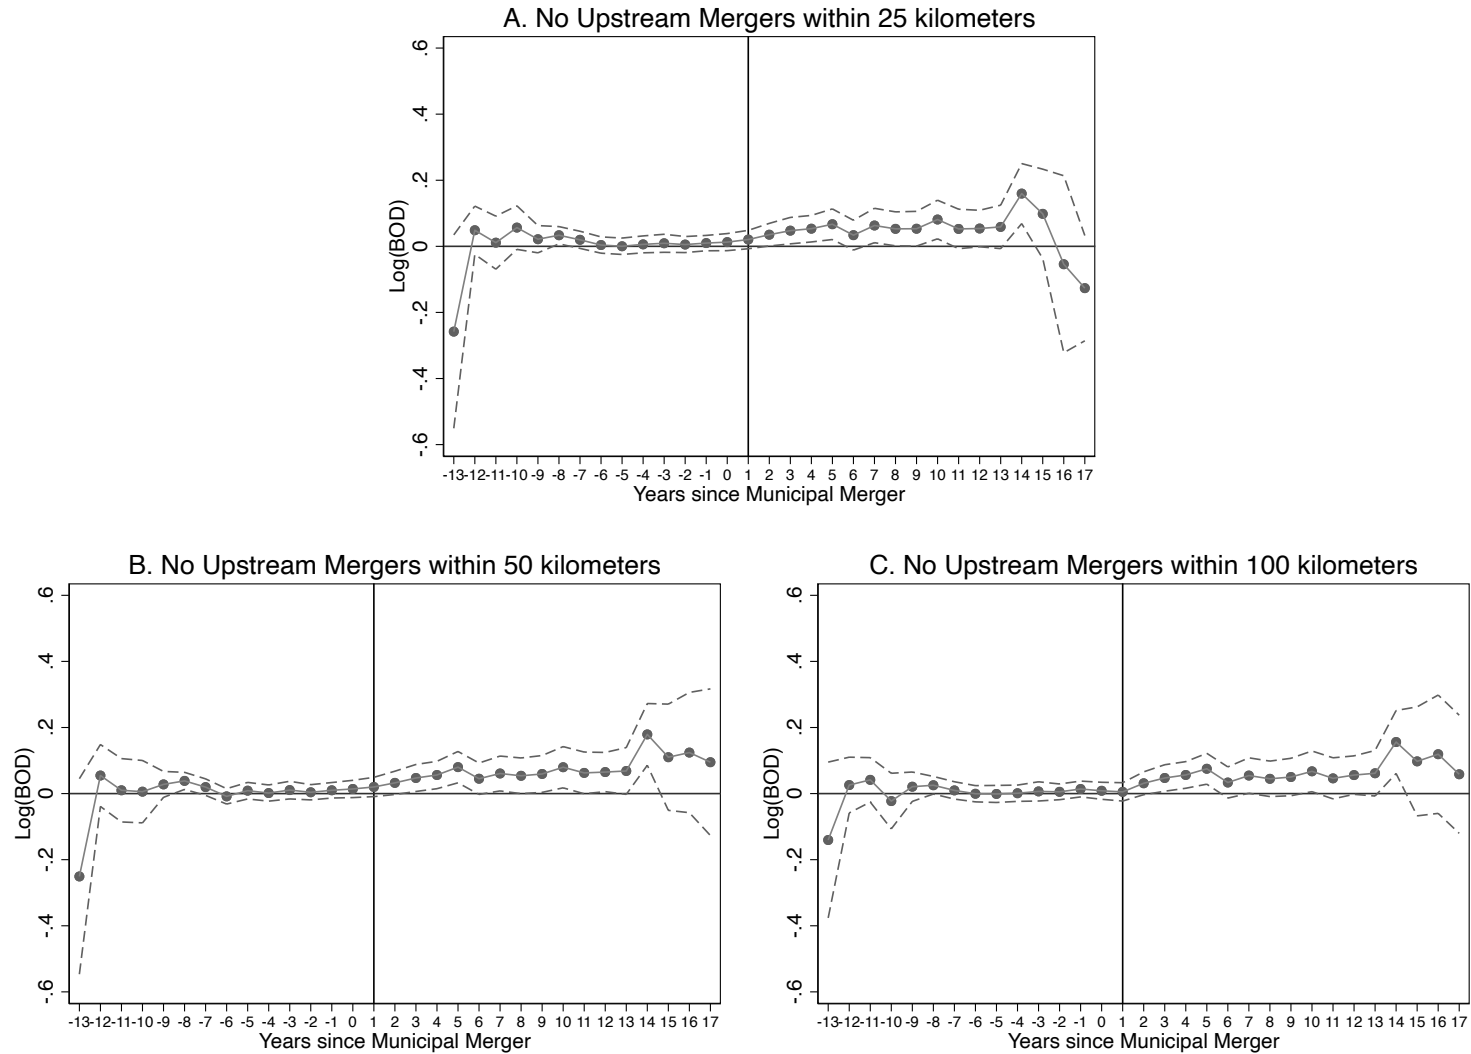 A. No Upstream Mergers within 25 kilometers
.6
.4
.2
0
-.2
-.4
-.6
Log(BOD)
-13 -12 -11 -10 -9 -8 -7 -6 -5 -4 -3 -2 -1 0 1 2 3 4 5 6 7 8 9 10 11 12 13 14 15 16 17
Years since Municipal Merger
B. No Upstream Mergers within 50 kilometers
.6
.4
.2
0
-.2
-.4
-.6
Log(BOD)
-13 -12 -11 -10 -9 -8 -7 -6 -5 -4 -3 -2 -1 0 1 2 3 4 5 6 7 8 9 10 11 12 13 14 15 16 17
Years since Municipal Merger
C. No Upstream Mergers within 100 kilometers
.6
.4
.2
0
-.2
-.4
-.6
Log(BOD)
-13 -12 -11 -10 -9 -8 -7 -6 -5 -4 -3 -2 -1 0 1 2 3 4 5 6 7 8 9 10 11 12 13 14 15 16 17
Years since Municipal Merger